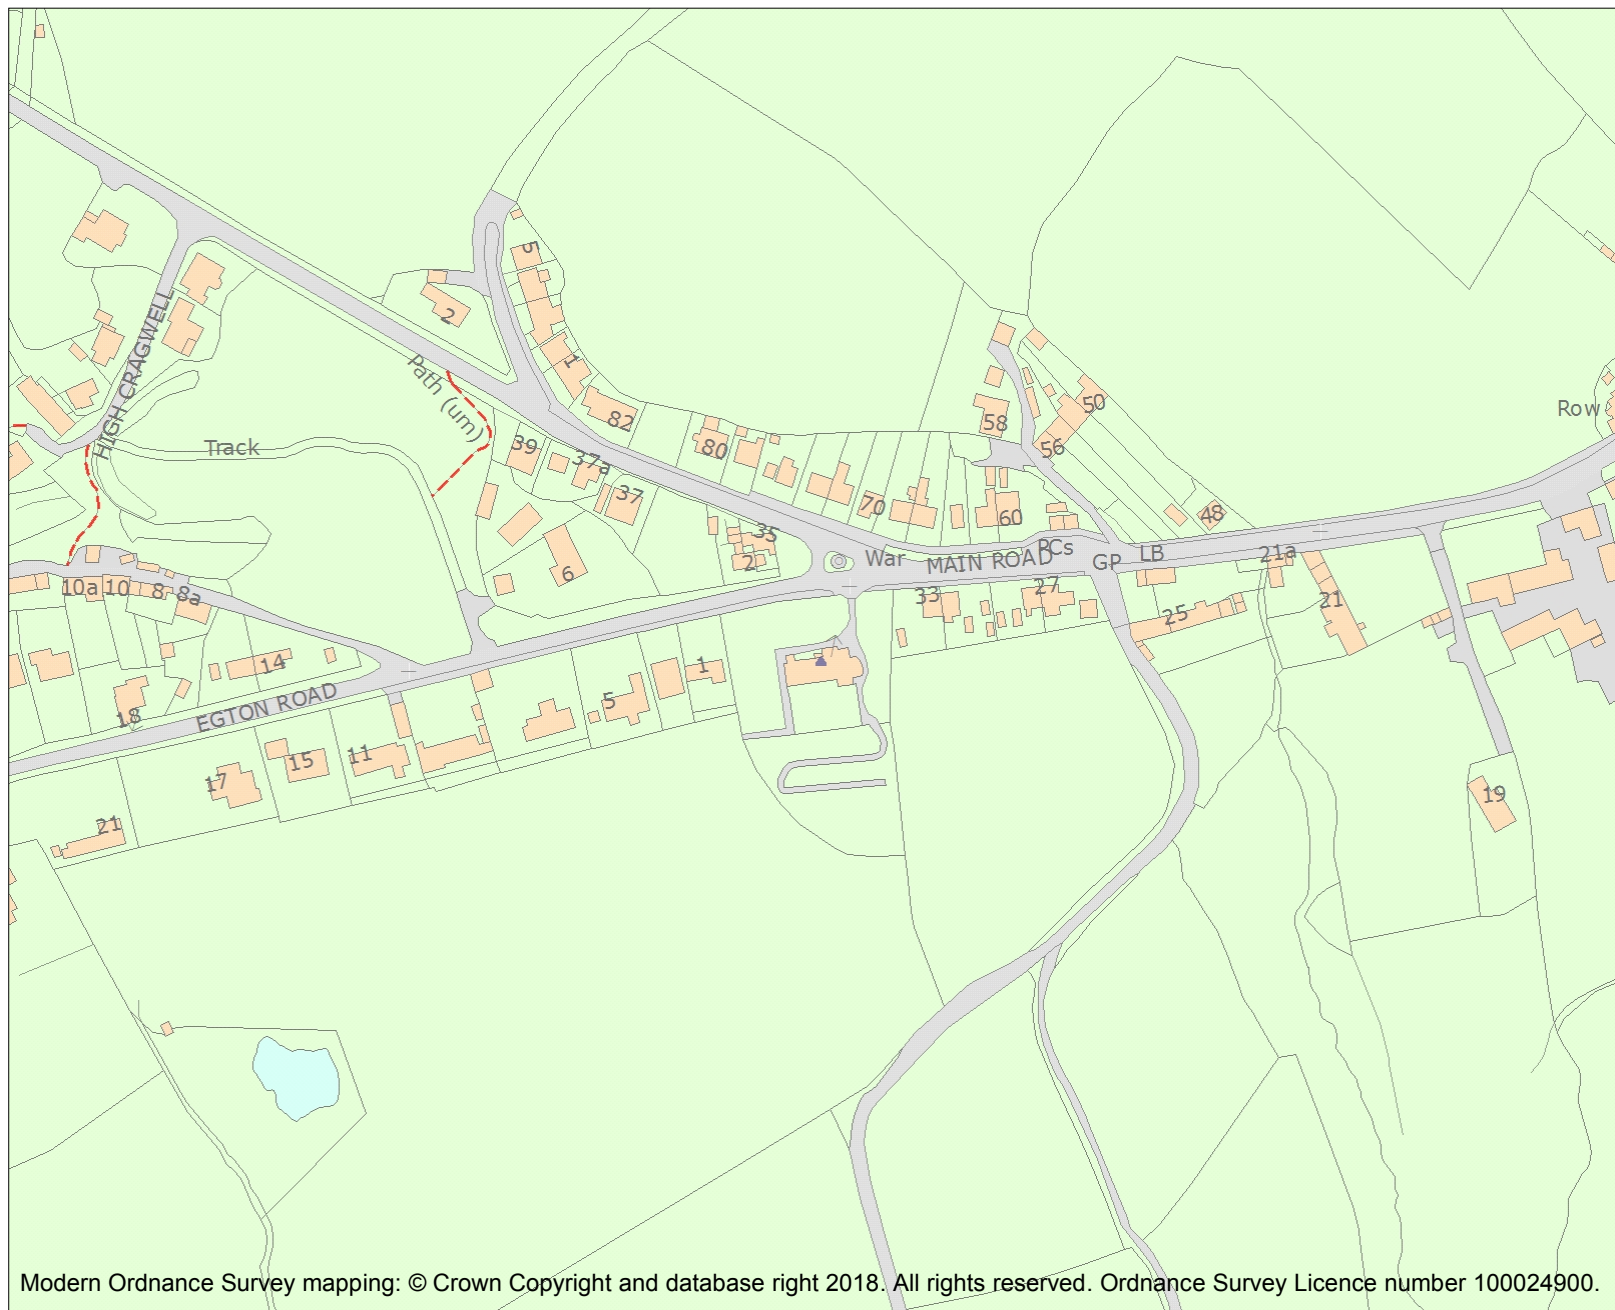 5
2
HIGH CRAGWELL
Path (um)
1
82
50
58
56
Row
Track
39
37a
37
80
70
60
48
35
2
6
War
MAIN ROAD
PCs
GP
LB
21a
10a
10
8
8a
33
27
25
21
14
18
EGTON ROAD
1
5
11
15
17
21
19
Modern Ordnance Survey mapping: © Crown Copyright and database right 2018. All rights reserved. Ordnance Survey Licence number 100024900.